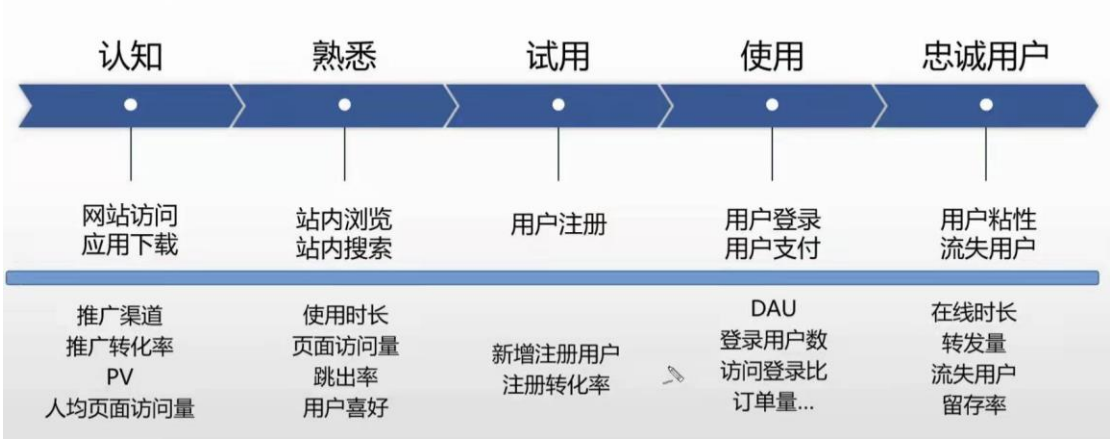 认知
熟悉
试用
使用
忠诚用户
网站访问
应用下载
站内浏览
站内搜索
用户注册
用户登录
用户支付
用户粘性
流失用户
推广渠道
推广转化率
PV
人均页面访问量
使用时长
页面访问量
跳出率
用户喜好
新增注册用户
注册转化率
DAU
登录用户数
访问登录比
订单量...
在线时长
转发量
流失用户
留存率